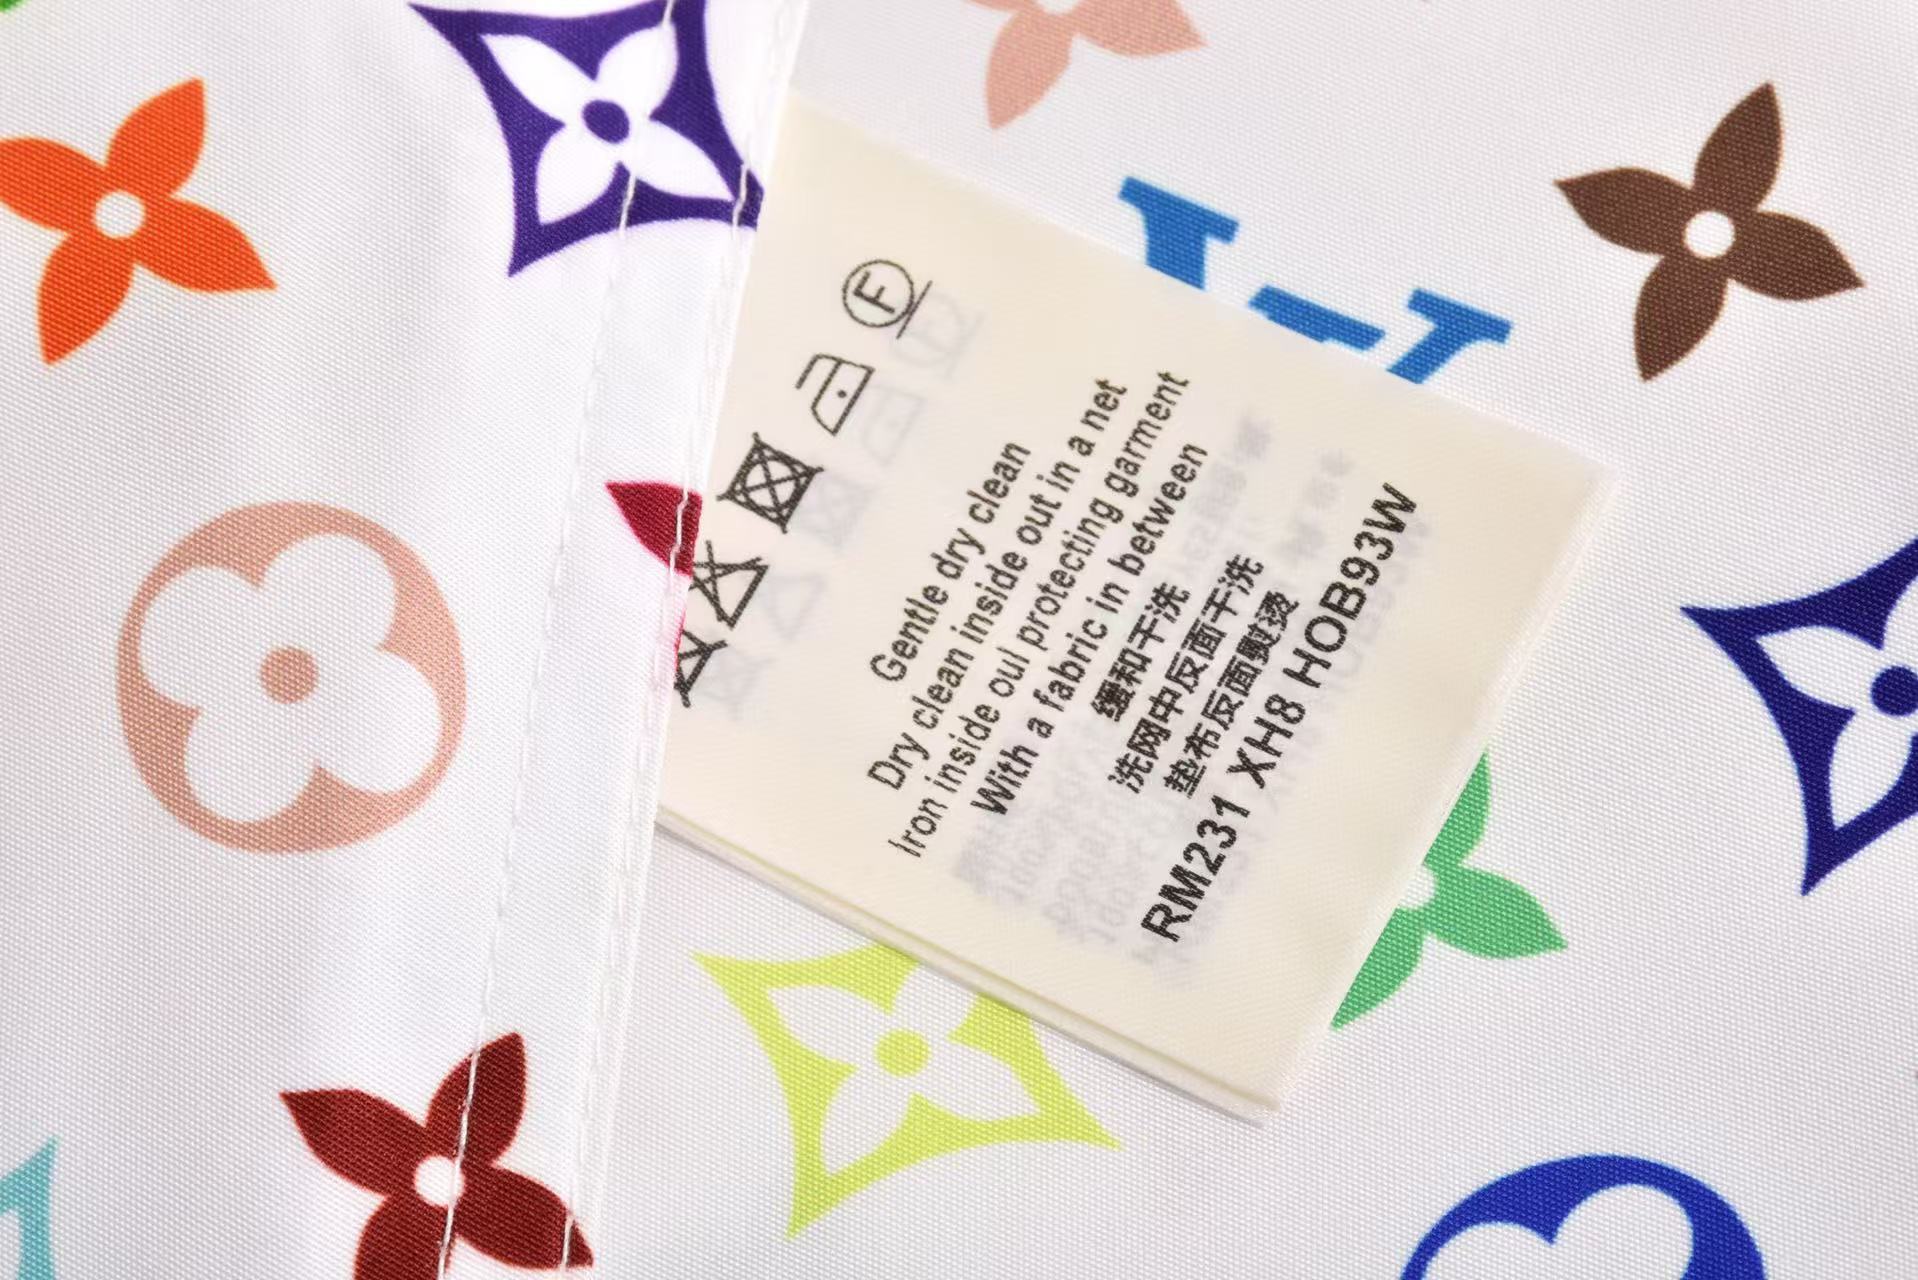 F
Gentle dry clean
Dry clean inside out in a net
Iron inside oul protecting garment
With a fabric in between
缓和干洗
洗网中反面干洗
垫布反面熨烫
RM231 XH8 HOB93W